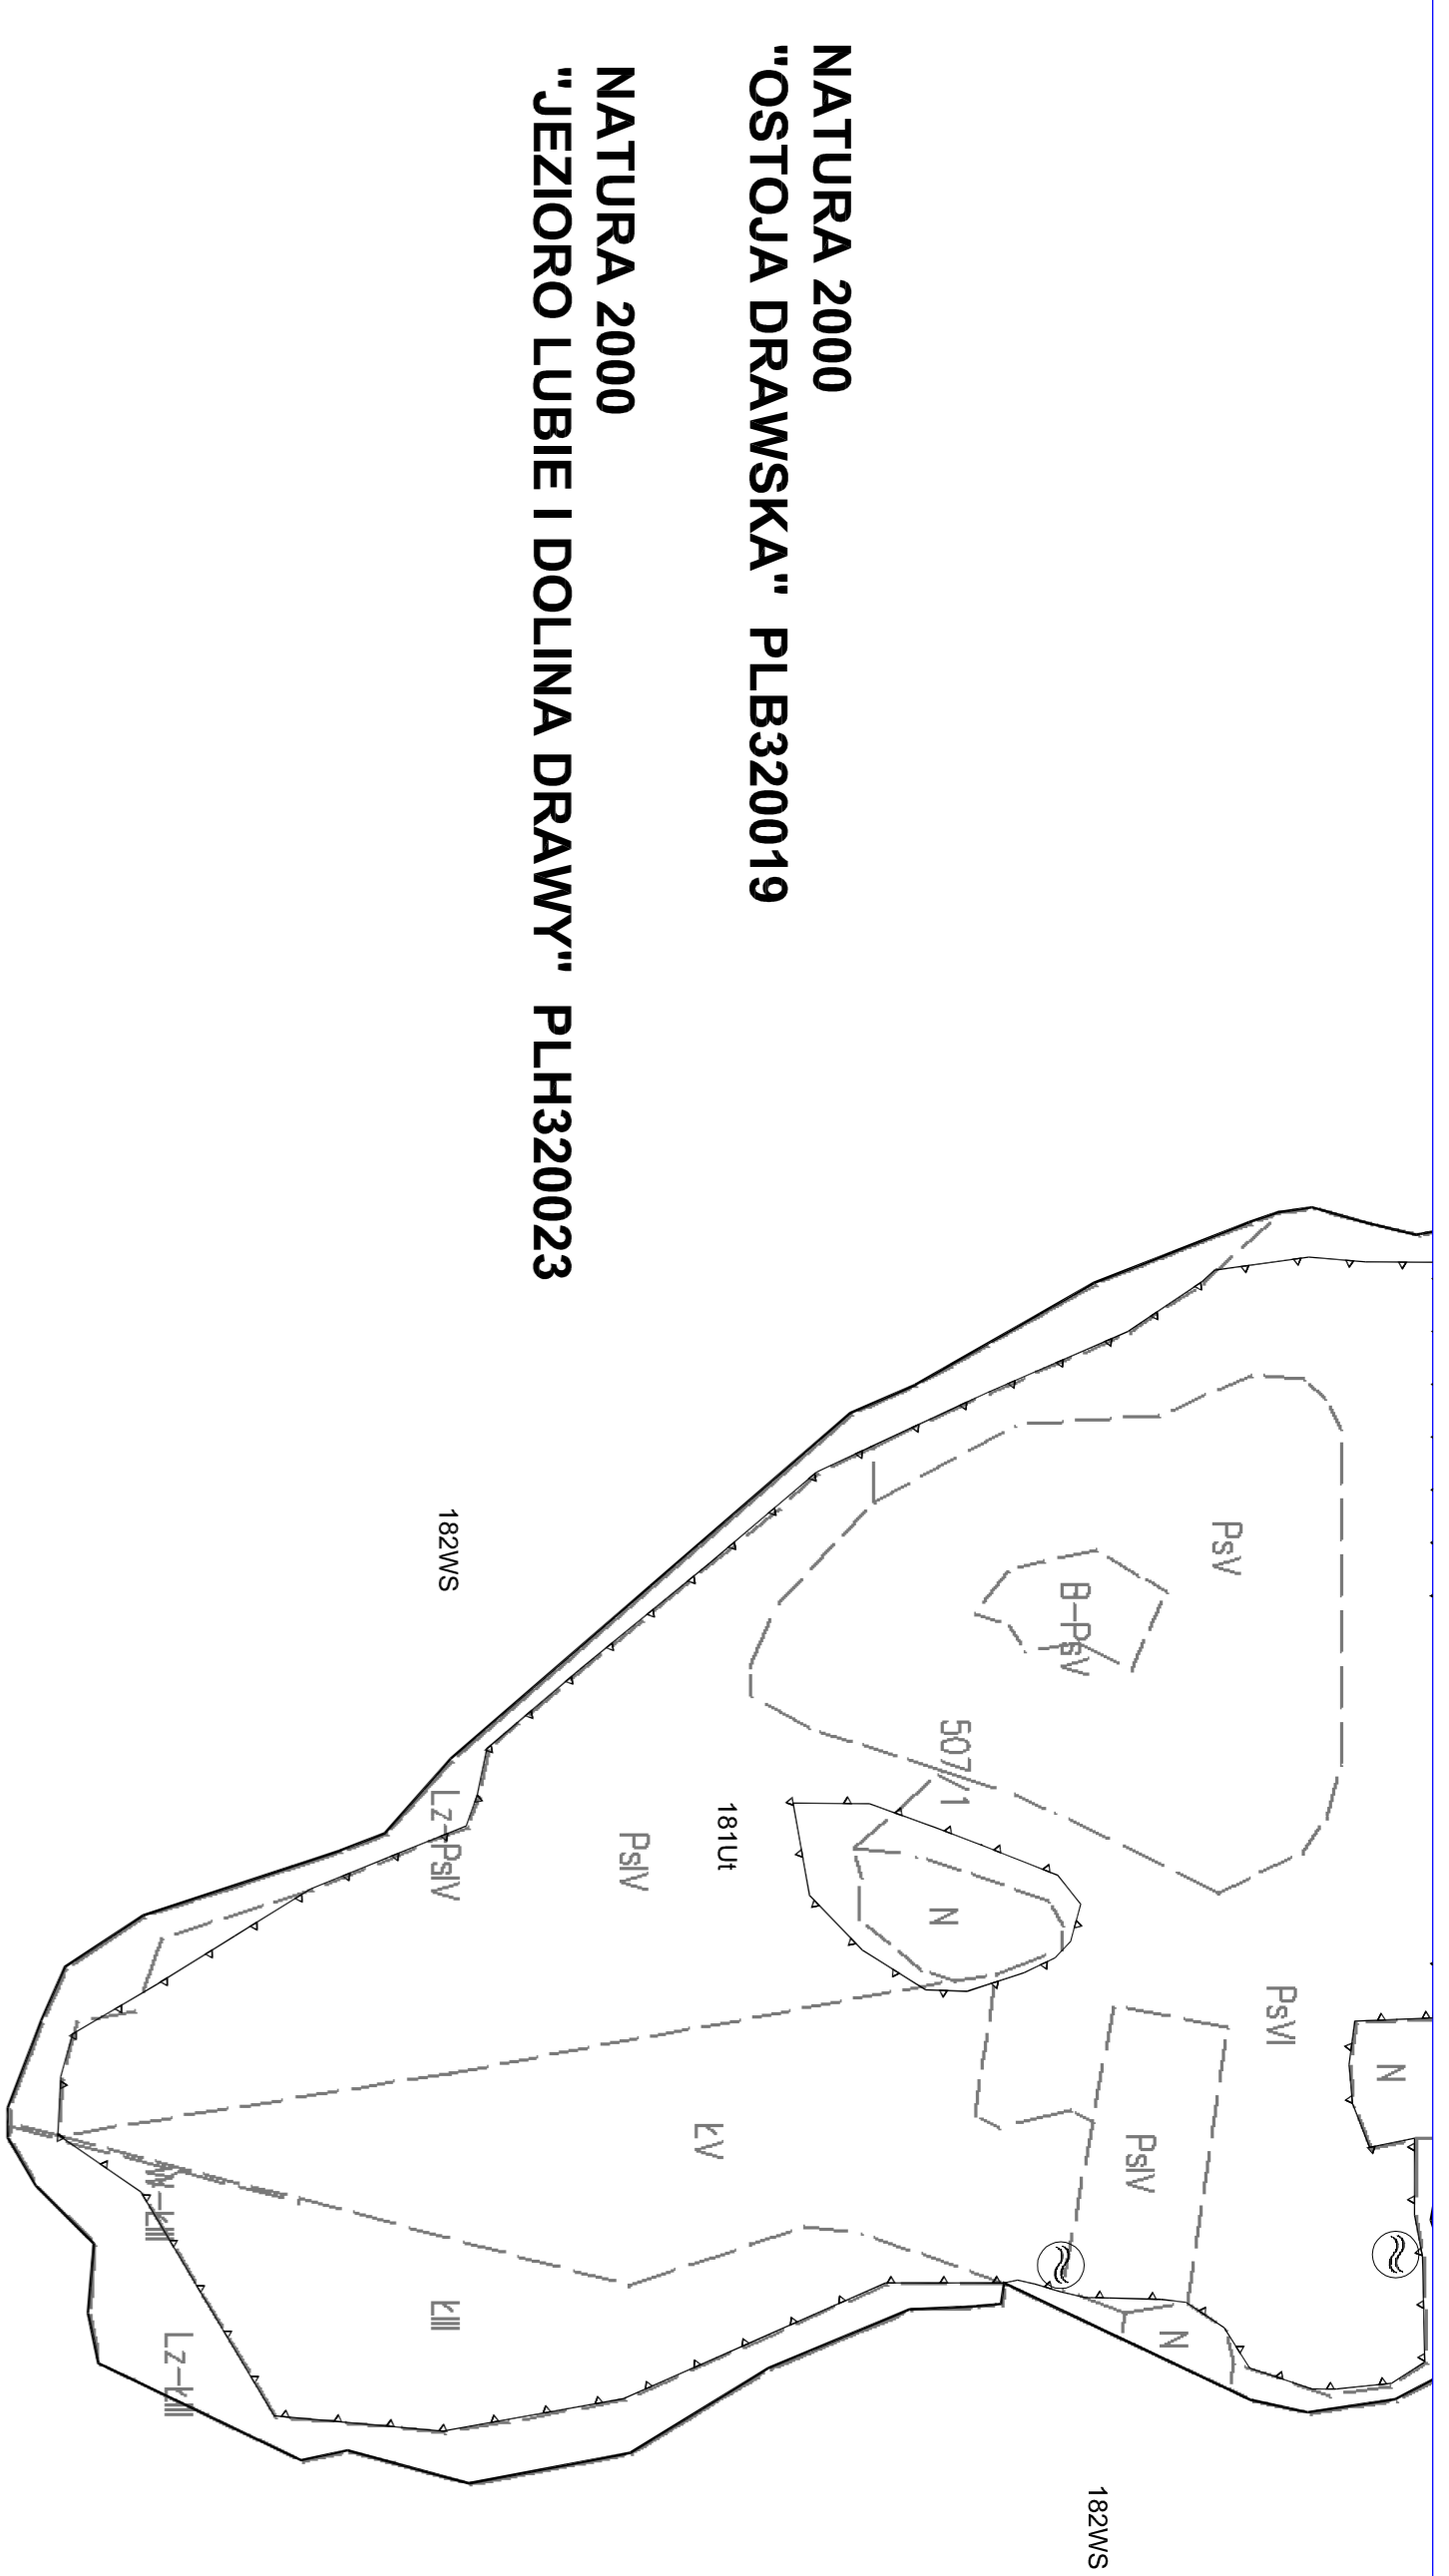 NATURA 2000
"OSTOJA DRAWSKA" PLB320019
NATURA 2000
"JEZIORO LUBIE I DOLINA DRAWY" PLH320023
N
PsVI
PsV
PsIV
B-PsV
N
182WS
507/1
N
181Ut
ŁV
PsIV
182WS
Lz-PsIV
ŁIII
Lz-ŁIII
W-ŁIII